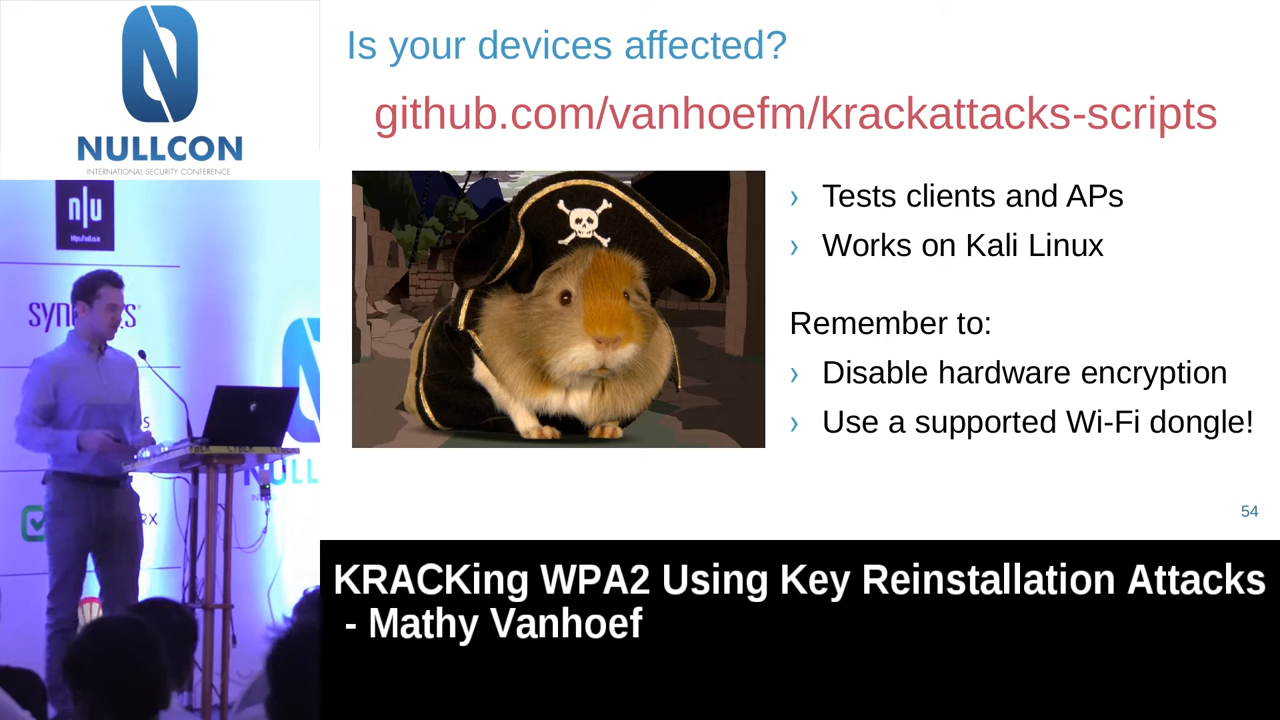 NULLCON
INTERNATIONAL SECURITY CONFERENCE
n|u
Is your devices affected?
github.com/vanhoefm/krackattacks-scripts
› Tests clients and APs
› Works on Kali Linux
Remember to:
› Disable hardware encryption
› Use a supported Wi-Fi dongle!
54
KRACKing WPA2 Using Key Reinstallation Attacks
- Mathy Vanhoef